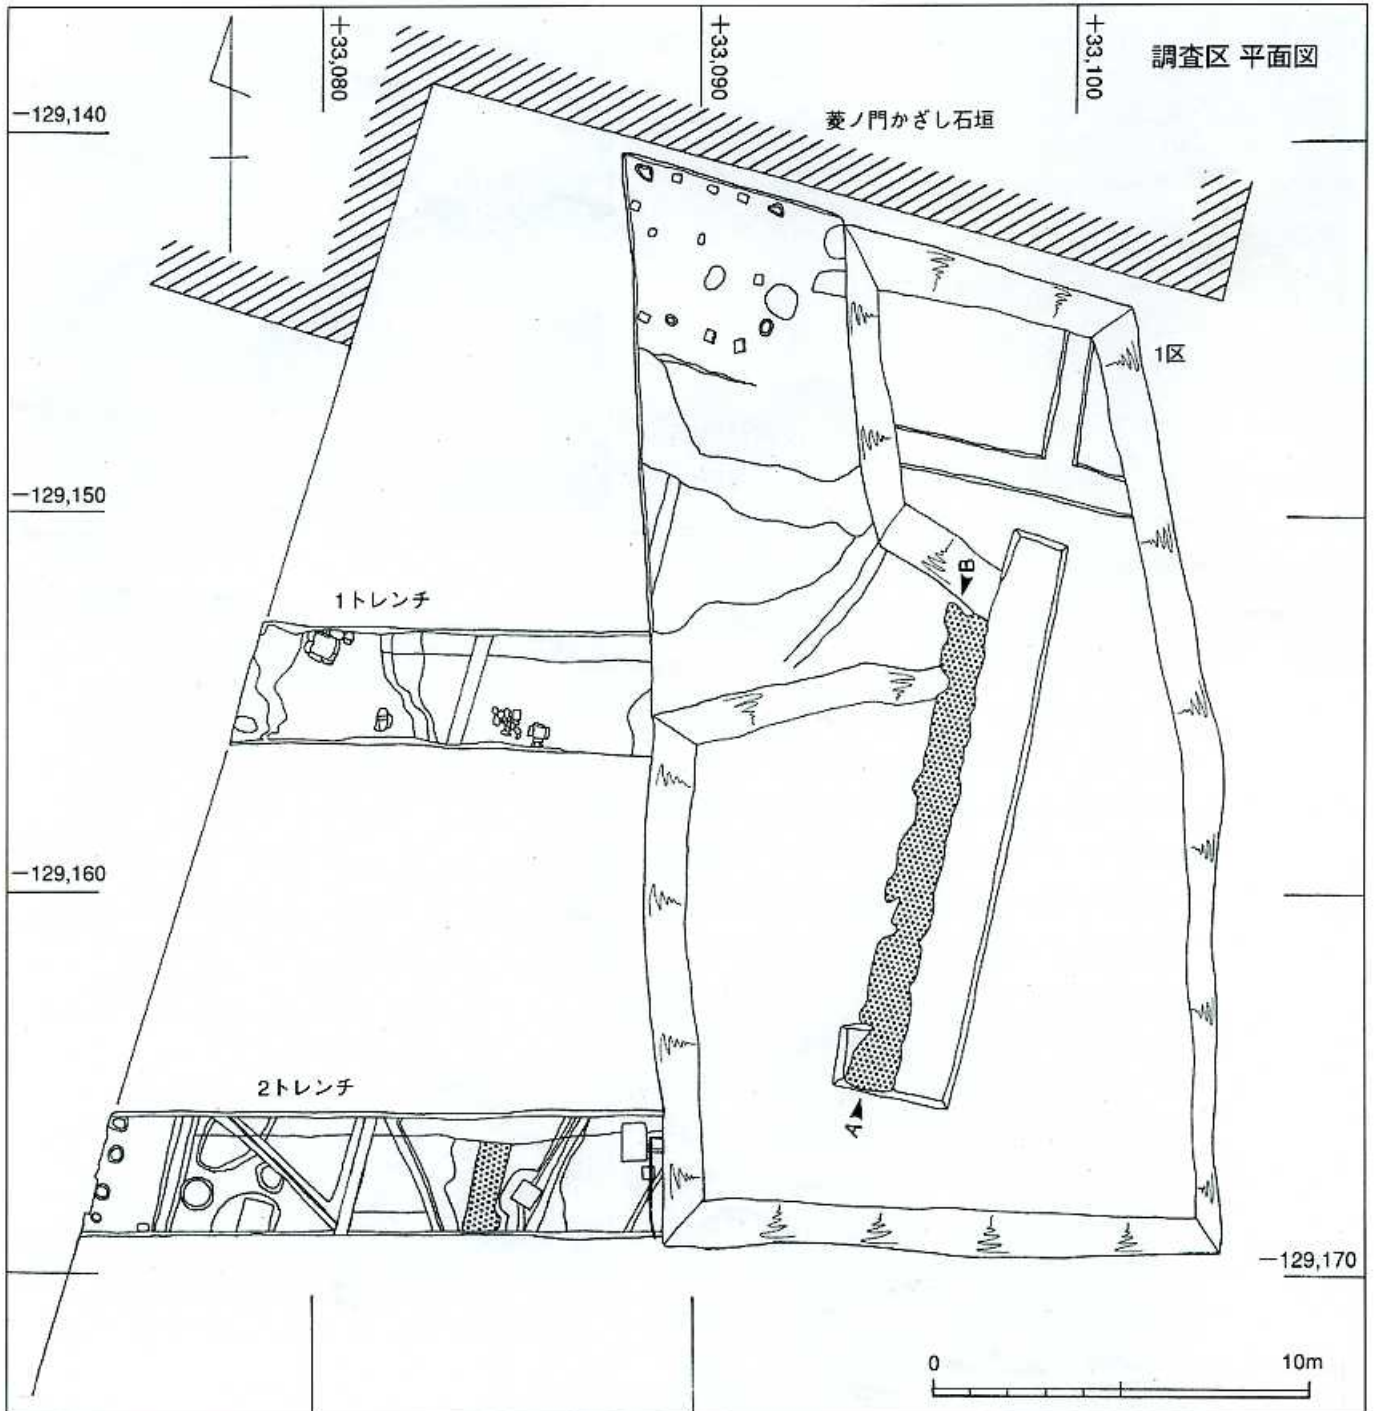 +33,080
+33,090
+33,100
調査区 平面図
-129,140
菱ノ門かざし石垣
1区
-129,150
B
1トレンチ
-129,160
2トレンチ
A
-129,170
0 10m